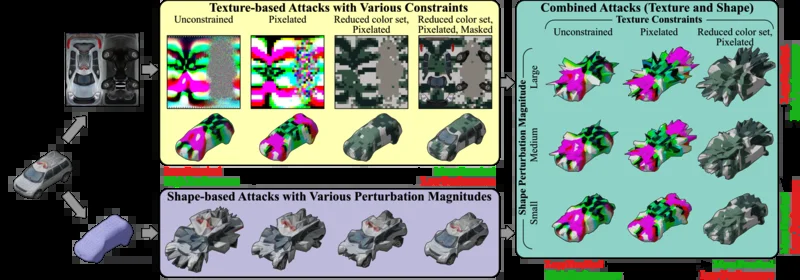 Texture-based Attacks with Various Constraints
Unconstrained
Pixelated
Reduced color set,
Pixelated
Reduced color set,
Pixelated, Masked
Shape-based Attacks with Various Perturbation Magnitudes
Combined Attacks (Texture and Shape)
Texture Constraints
Unconstrained
Pixelated
Reduced color set,
Pixelated
Shape Perturbation Magnitude
Large
Medium
Small